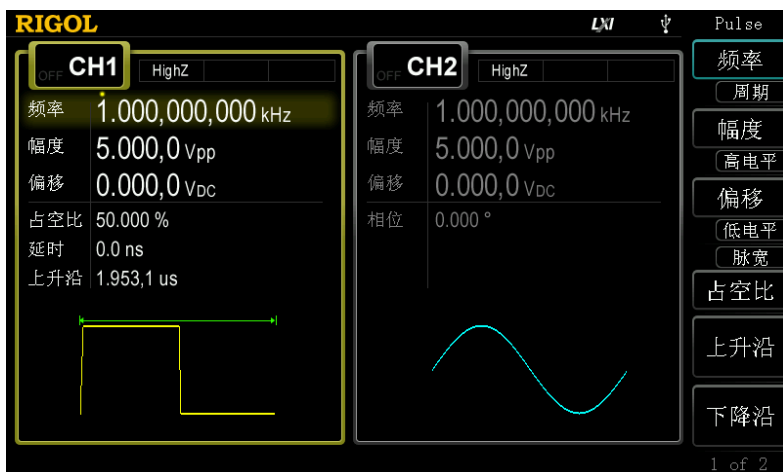 RIGOL LXI Pulse
OFF CH1 HighZ
频率 1.000,000,000 kHz
幅度 5.000,0 Vpp
偏移 0.000,0 VDC
占空比 50.000 %
延时 0.0 ns
上升沿 1.953,1 us
OFF CH2 HighZ
频率 1.000,000,000 kHz
幅度 5.000,0 Vpp
偏移 0.000,0 VDC
相位 0.000 °
频率
周期
幅度
高电平
偏移
低电平
脉宽
占空比
上升沿
下降沿
1 of 2